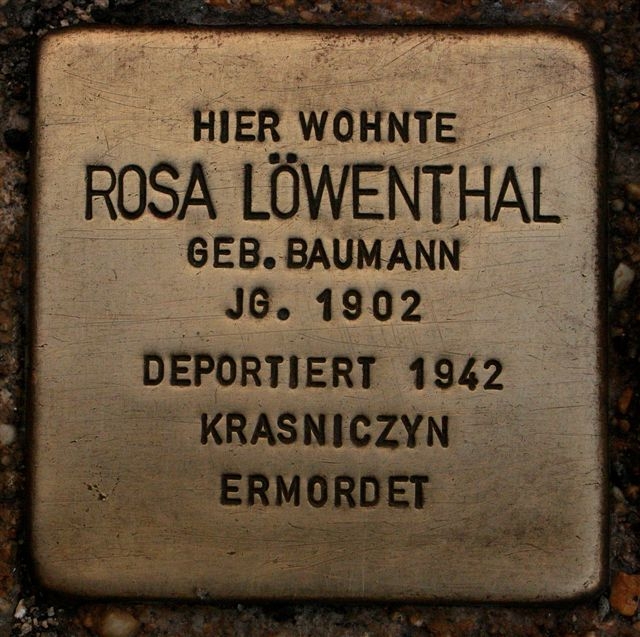 HIER WOHNTE
ROSA LÖWENTHAL
GEB. BAUMANN
JG. 1902
DEPORTIERT 1942
KRASNICZYN
ERMORDET